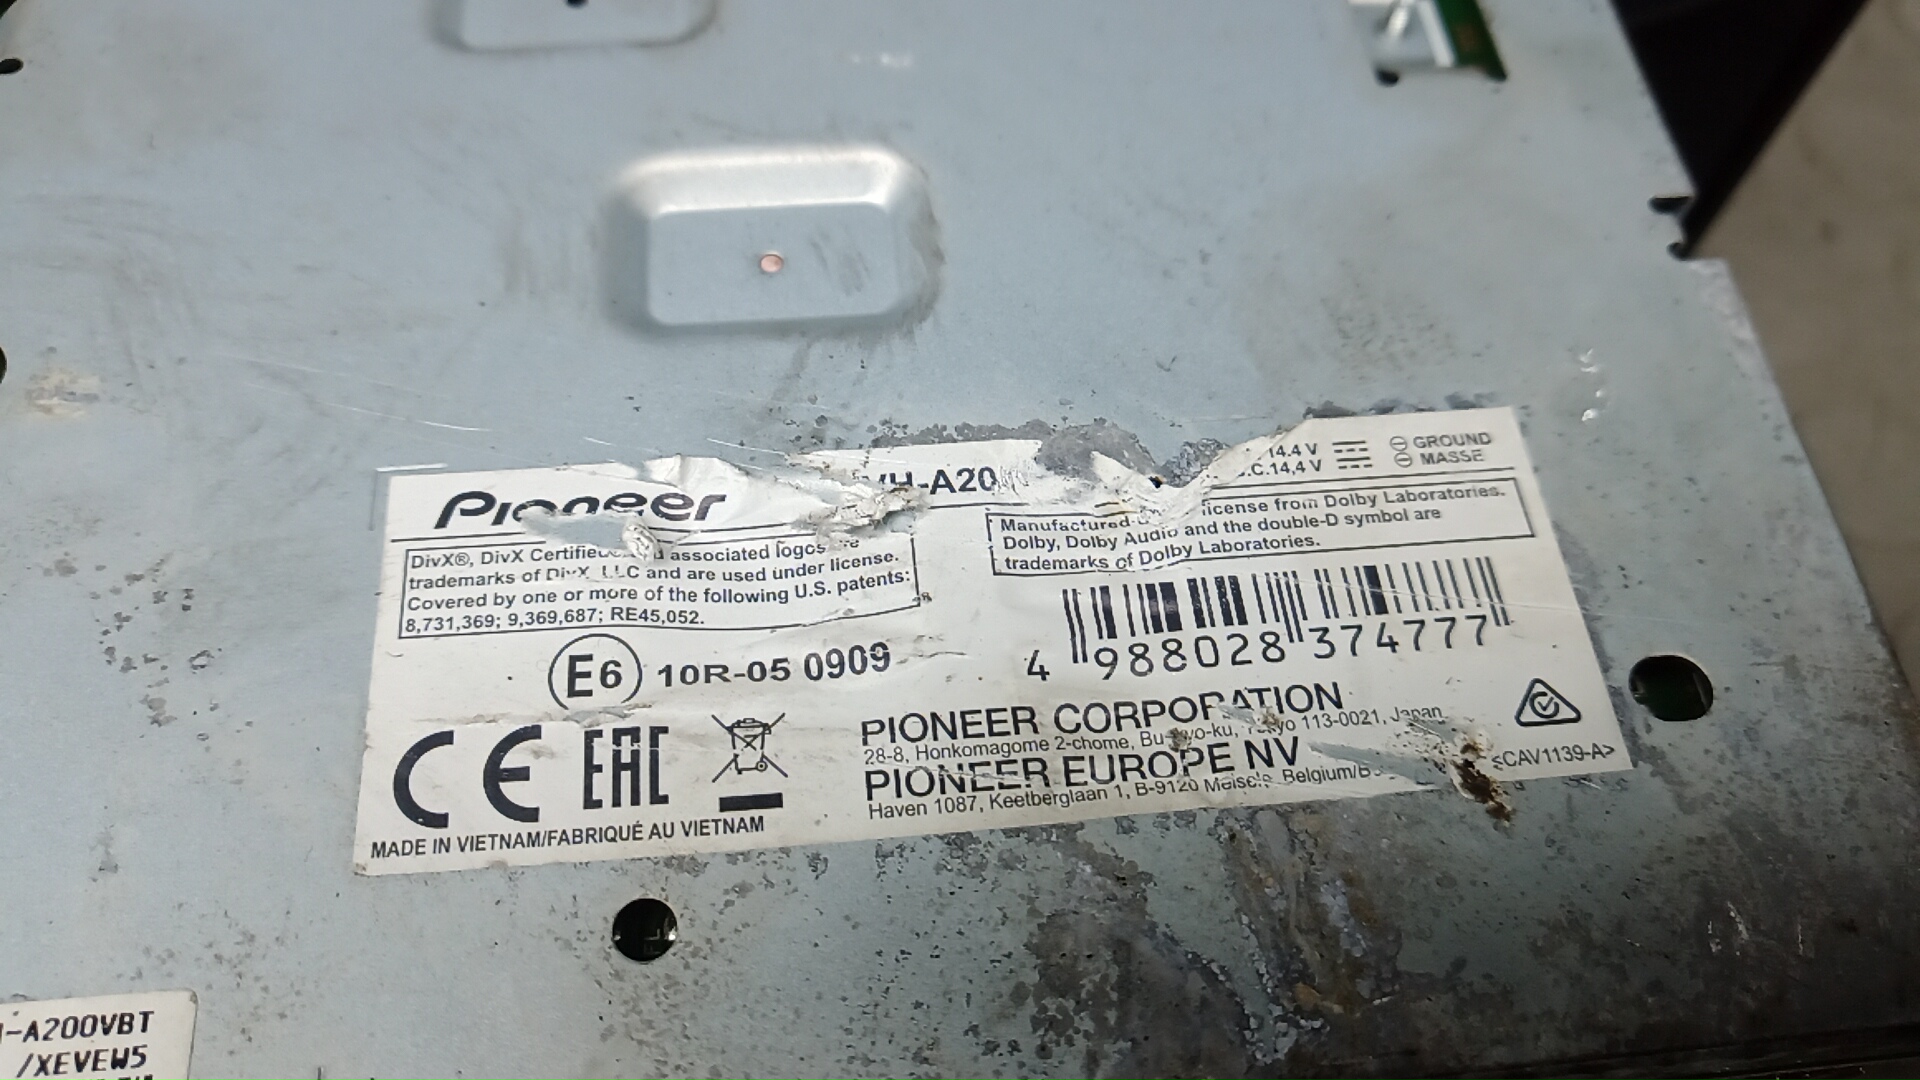 Pioneer
VH-A20
14.4 V GROUND
.C.14,4 V MASSE
DivX®, DivX Certified associated logos
trademarks of DivX, LLC and are used under license.
Covered by one or more of the following U.S. patents:
8,731,369; 9,369,687; RE45,052.
Manufactured license from Dolby Laboratories.
Dolby, Dolby Audio and the double-D symbol are
trademarks of Dolby Laboratories.
4 988028 374777
E6 10R-05 0909
CE EAC
PIONEER CORPORATION
28-8, Honkomagome 2-chome, Tokyo 113-0021, Japan
PIONEER EUROPE NV
Haven 1087, Keetberglaan 1, B-9120 Belgium/
<CAV1139-A>
MADE IN VIETNAM/FABRIQUÉ AU VIETNAM
-A200VBT
/XEVEW5